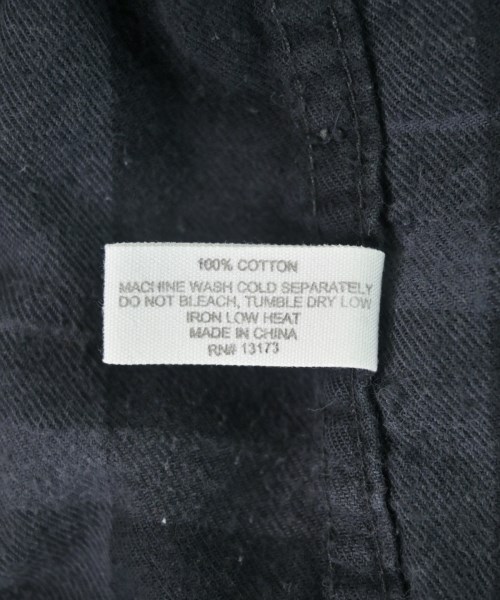 100% COTTON
MACHINE WASH COLD SEPARATELY
DO NOT BLEACH, TUMBLE DRY LOW
IRON LOW HEAT
MADE IN CHINA
RN# 13173